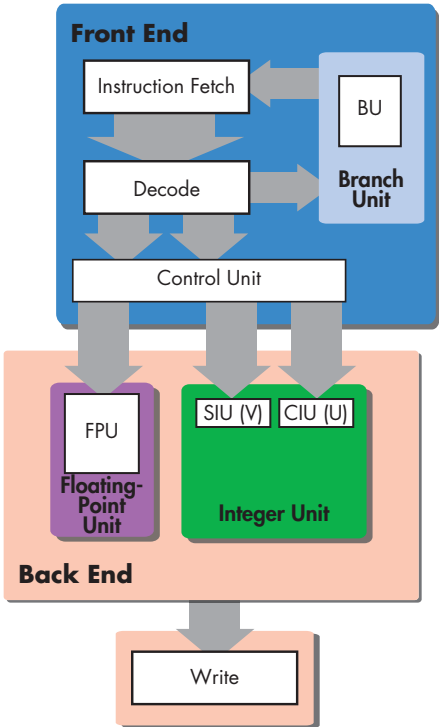 Front End
Instruction Fetch
BU
Branch
Unit
Decode
Control Unit
FPU
Floating-
Point
Unit
SIU (V)
CIU (U)
Integer Unit
Back End
Write